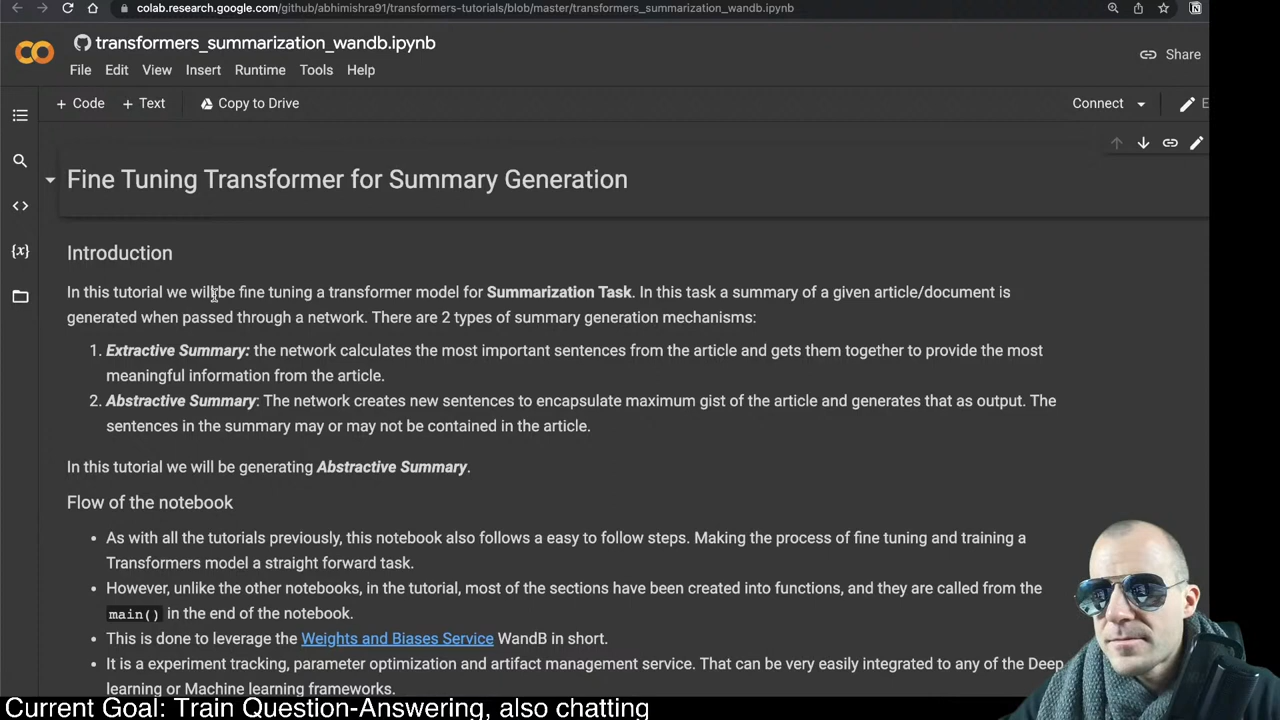 colab.research.google.com/github/abhimishra91/transformers-tutorials/blob/master/transformers_summarization_wandb.ipynb
transformers_summarization_wandb.ipynb
Share
File Edit View Insert Runtime Tools Help
+ Code + Text Copy to Drive
Connect
Fine Tuning Transformer for Summary Generation
Introduction
In this tutorial we will be fine tuning a transformer model for Summarization Task. In this task a summary of a given article/document is
generated when passed through a network. There are 2 types of summary generation mechanisms:
1. Extractive Summary: the network calculates the most important sentences from the article and gets them together to provide the most
meaningful information from the article.
2. Abstractive Summary: The network creates new sentences to encapsulate maximum gist of the article and generates that as output. The
sentences in the summary may or may not be contained in the article.
In this tutorial we will be generating Abstractive Summary.
Flow of the notebook
• As with all the tutorials previously, this notebook also follows a easy to follow steps. Making the process of fine tuning and training a
Transformers model a straight forward task.
• However, unlike the other notebooks, in the tutorial, most of the sections have been created into functions, and they are called from the
main() in the end of the notebook.
• This is done to leverage the Weights and Biases Service WandB in short.
• It is a experiment tracking, parameter optimization and artifact management service. That can be very easily integrated to any of the Deep
learning or Machine learning frameworks.
Current Goal: Train Question-Answering, also chatting